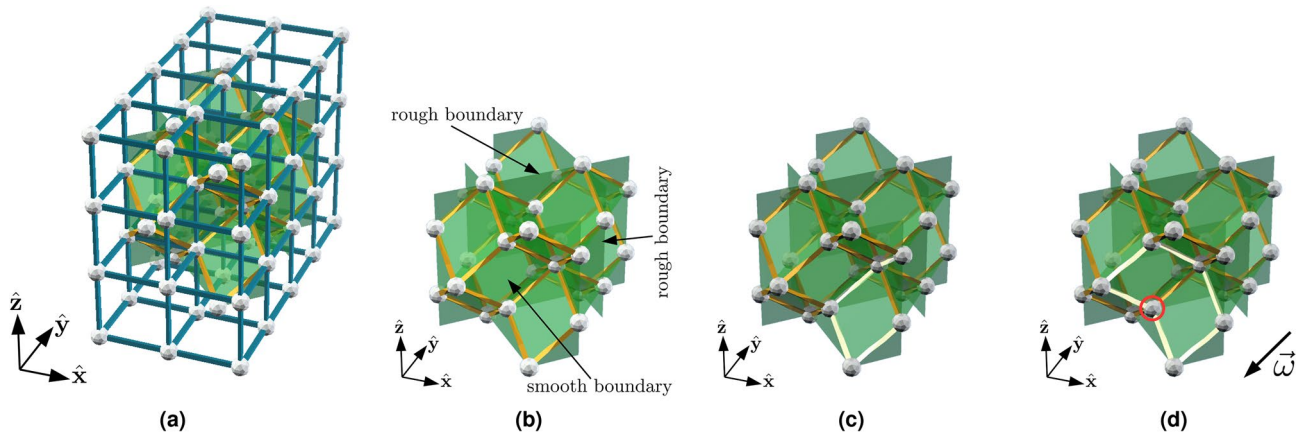 ẑ
ŷ
x̂
(a)
rough boundary
rough boundary
smooth boundary
ẑ
ŷ
x̂
(b)
ẑ
ŷ
x̂
(c)
ẑ
ŷ
x̂
ω⃗
(d)